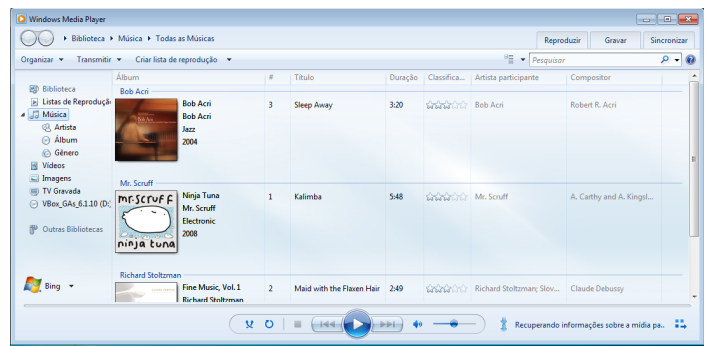 Windows Media Player
Biblioteca Música Todas as Músicas
Reproduzir Gravar Sincronizar
Organizar Transmitir Criar lista de reprodução Pesquisar
Álbum # Título Duração Classifica... Artista participante Compositor
Biblioteca
Listas de Reproduçã
Música
Artista
Álbum
Gênero
Vídeos
Imagens
TV Gravada
VBox_GAs_6.1.10 (D:)
Outras Bibliotecas
Bing
Bob Acri
Bob Acri 3 Sleep Away 3:20 Bob Acri Robert R. Acri
Bob Acri
Jazz
2004
Mr. Scruff
mr.scruff
ninja tuna
Ninja Tuna 1 Kalimba 5:48 Mr. Scruff A. Carthy and A. Kingsl...
Mr. Scruff
Electronic
2008
Richard Stoltzman
Fine Music, Vol. 1 2 Maid with the Flaxen Hair 2:49 Richard Stoltzman; Slov... Claude Debussy
Richard Stoltzman
Recuperando informações sobre a mídia pa..